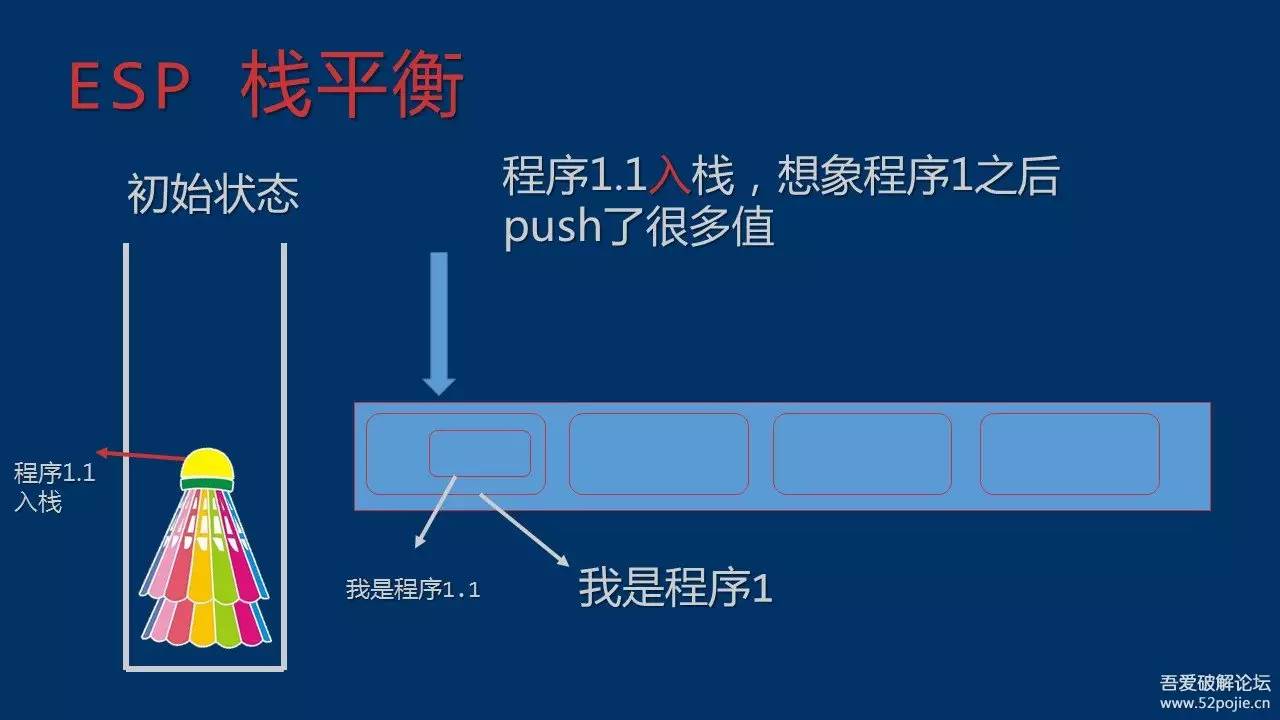 ESP 栈平衡
初始状态
程序1.1入栈，想象程序1之后
push了很多值
程序1.1
入栈
我是程序1.1
我是程序1
吾爱破解论坛
www.52pojie.cn